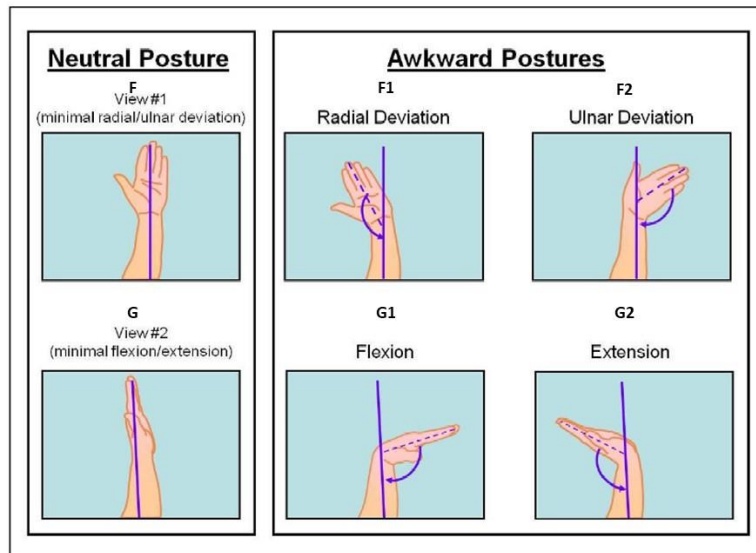 Neutral Posture
F
View #1
(minimal radial/ulnar deviation)
G
View #2
(minimal flexion/extension)
Awkward Postures
F1
Radial Deviation
F2
Ulnar Deviation
G1
Flexion
G2
Extension